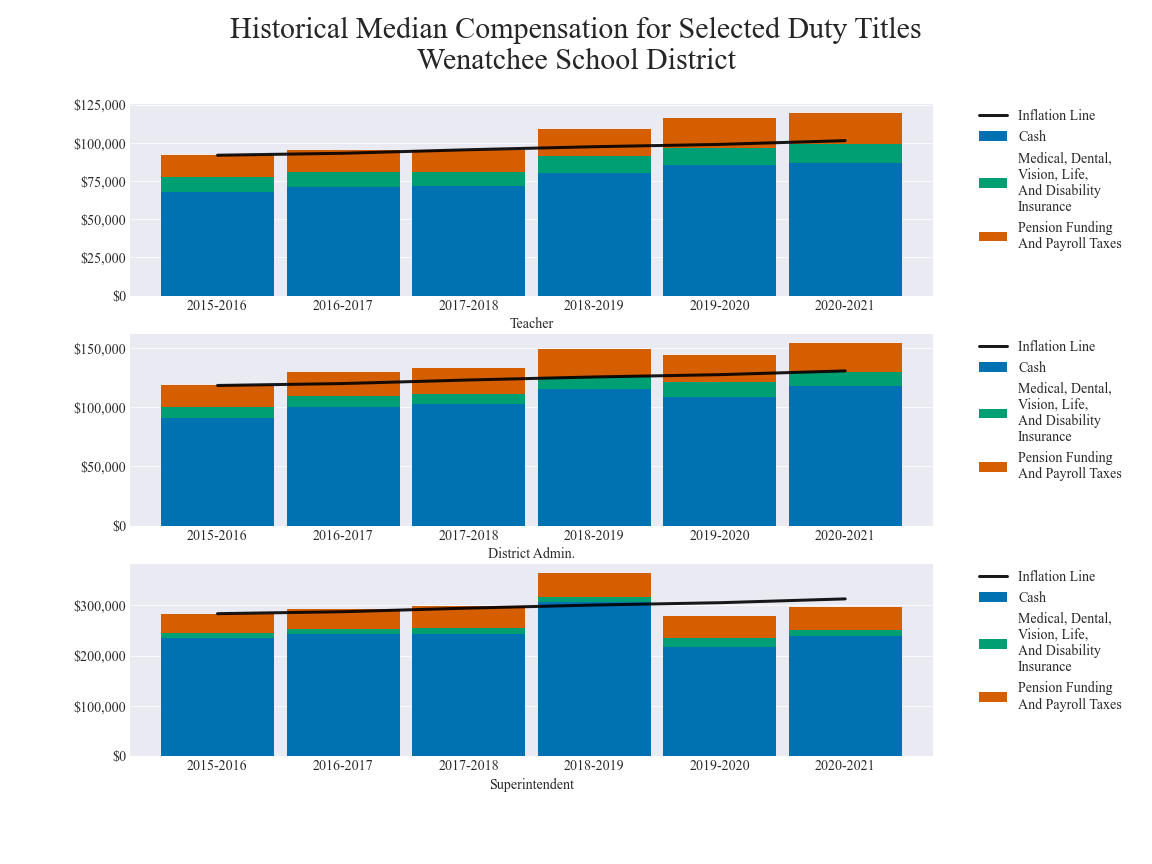 Historical Median Compensation for Selected Duty Titles
Wenatchee School District
$125,000
$100,000
$75,000
$50,000
$25,000
$0
2015-2016 2016-2017 2017-2018 2018-2019 2019-2020 2020-2021
Teacher
Inflation Line
Cash
Medical, Dental,
Vision, Life,
And Disability
Insurance
Pension Funding
And Payroll Taxes
$150,000
$100,000
$50,000
$0
2015-2016 2016-2017 2017-2018 2018-2019 2019-2020 2020-2021
District Admin.
Inflation Line
Cash
Medical, Dental,
Vision, Life,
And Disability
Insurance
Pension Funding
And Payroll Taxes
$300,000
$200,000
$100,000
$0
2015-2016 2016-2017 2017-2018 2018-2019 2019-2020 2020-2021
Superintendent
Inflation Line
Cash
Medical, Dental,
Vision, Life,
And Disability
Insurance
Pension Funding
And Payroll Taxes